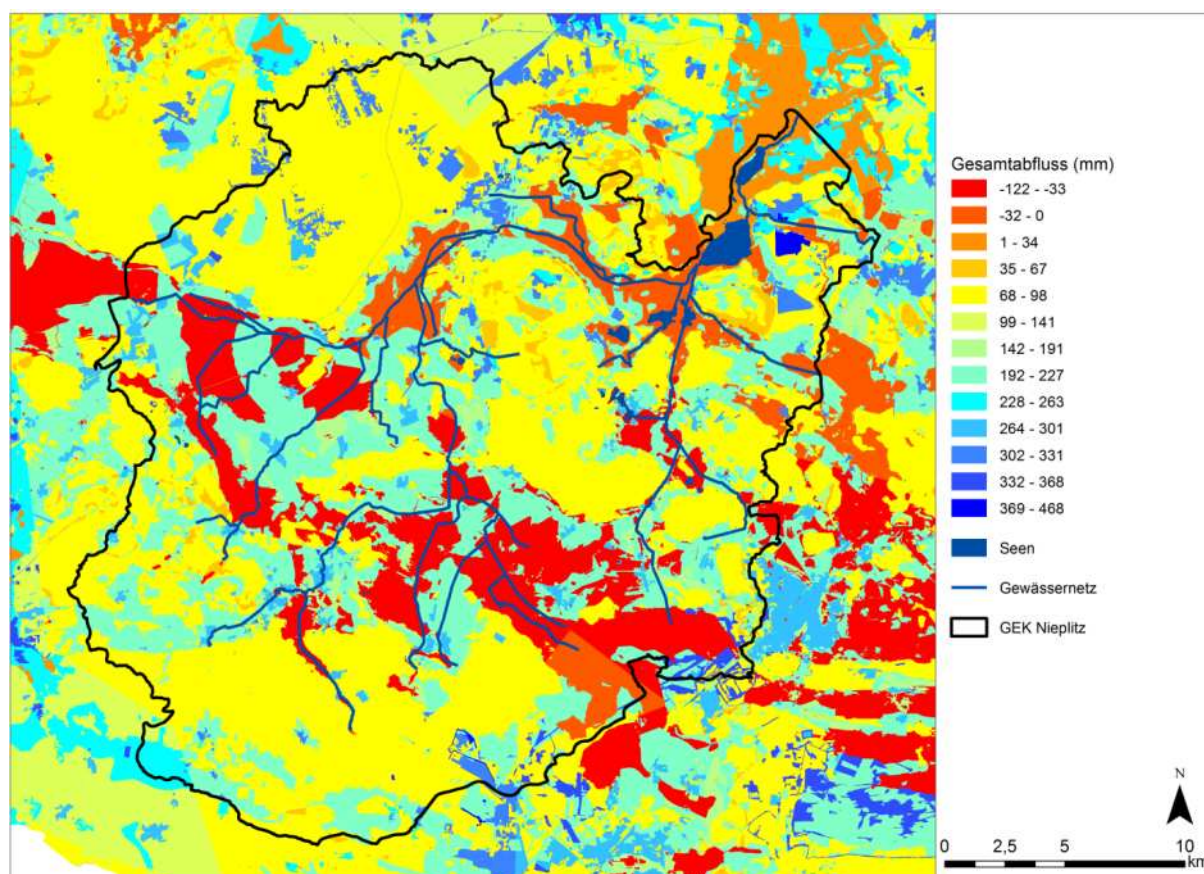 Gesamtabfluss (mm)
-122 - -33
-32 - 0
1 - 34
35 - 67
68 - 98
99 - 141
142 - 191
192 - 227
228 - 263
264 - 301
302 - 331
332 - 368
369 - 468
Seen
Gewässernetz
GEK Nieplitz
N
0 2,5 5 10
km